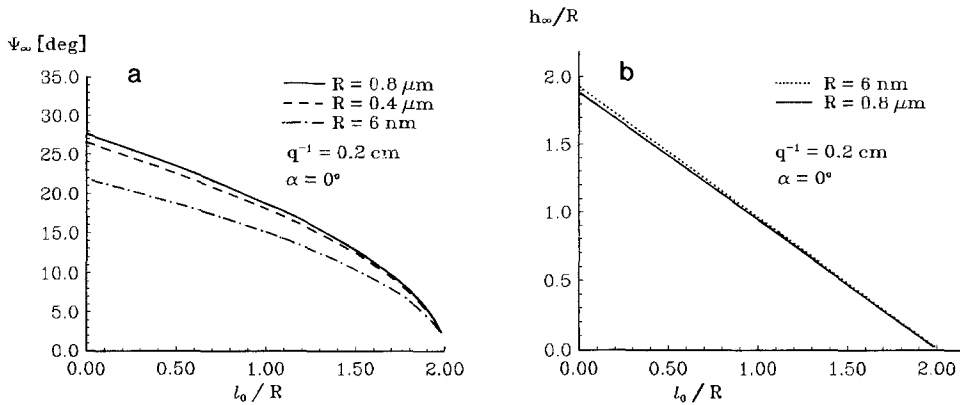 Ψ∞ [deg]
a
35.0
30.0
25.0
20.0
15.0
10.0
5.0
0.0
R = 0.8 μm
R = 0.4 μm
R = 6 nm
q⁻¹ = 0.2 cm
α = 0°
0.00
0.50
1.00
1.50
2.00
l₀ / R
h∞/R
b
2.0
1.5
1.0
0.5
0.0
R = 6 nm
R = 0.8 μm
q⁻¹ = 0.2 cm
α = 0°
0.00
0.50
1.00
1.50
2.00
l₀ / R